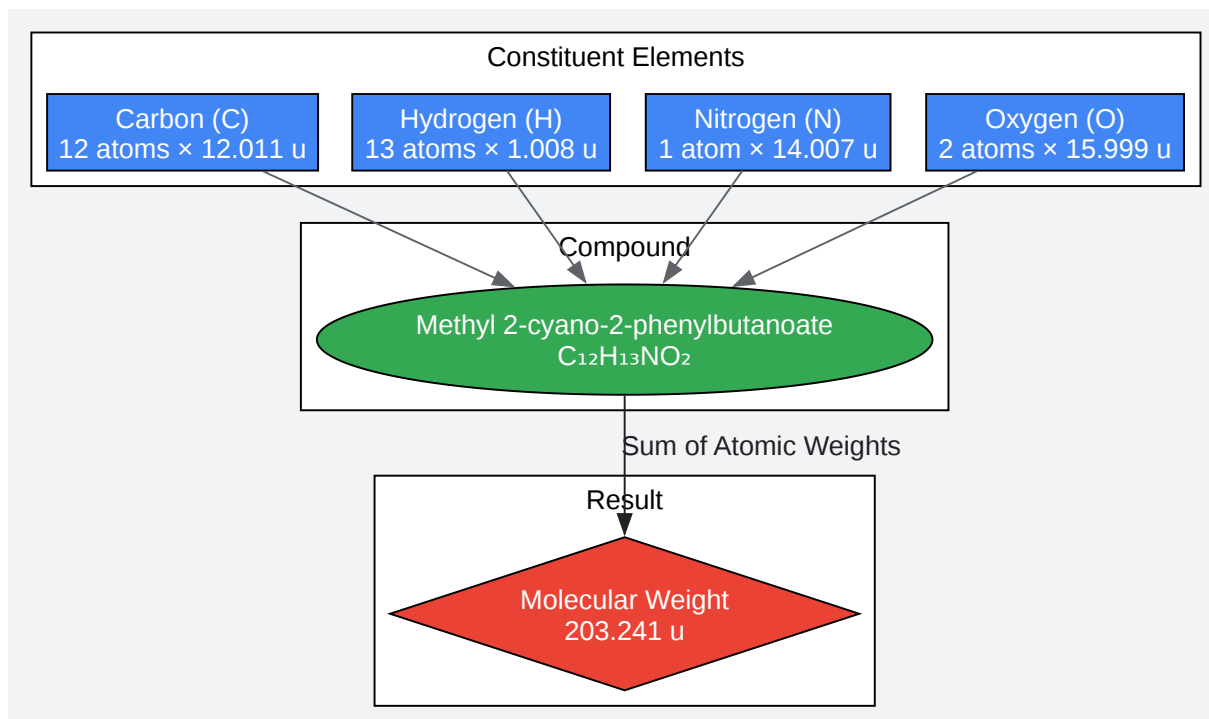 Constituent Elements
Carbon (C)
12 atoms × 12.011 u
Hydrogen (H)
13 atoms × 1.008 u
Nitrogen (N)
1 atom × 14.007 u
Oxygen (O)
2 atoms × 15.999 u
Compound
Methyl 2-cyano-2-phenylbutanoate
C₁₂H₁₃NO₂
Sum of Atomic Weights
Result
Molecular Weight
203.241 u